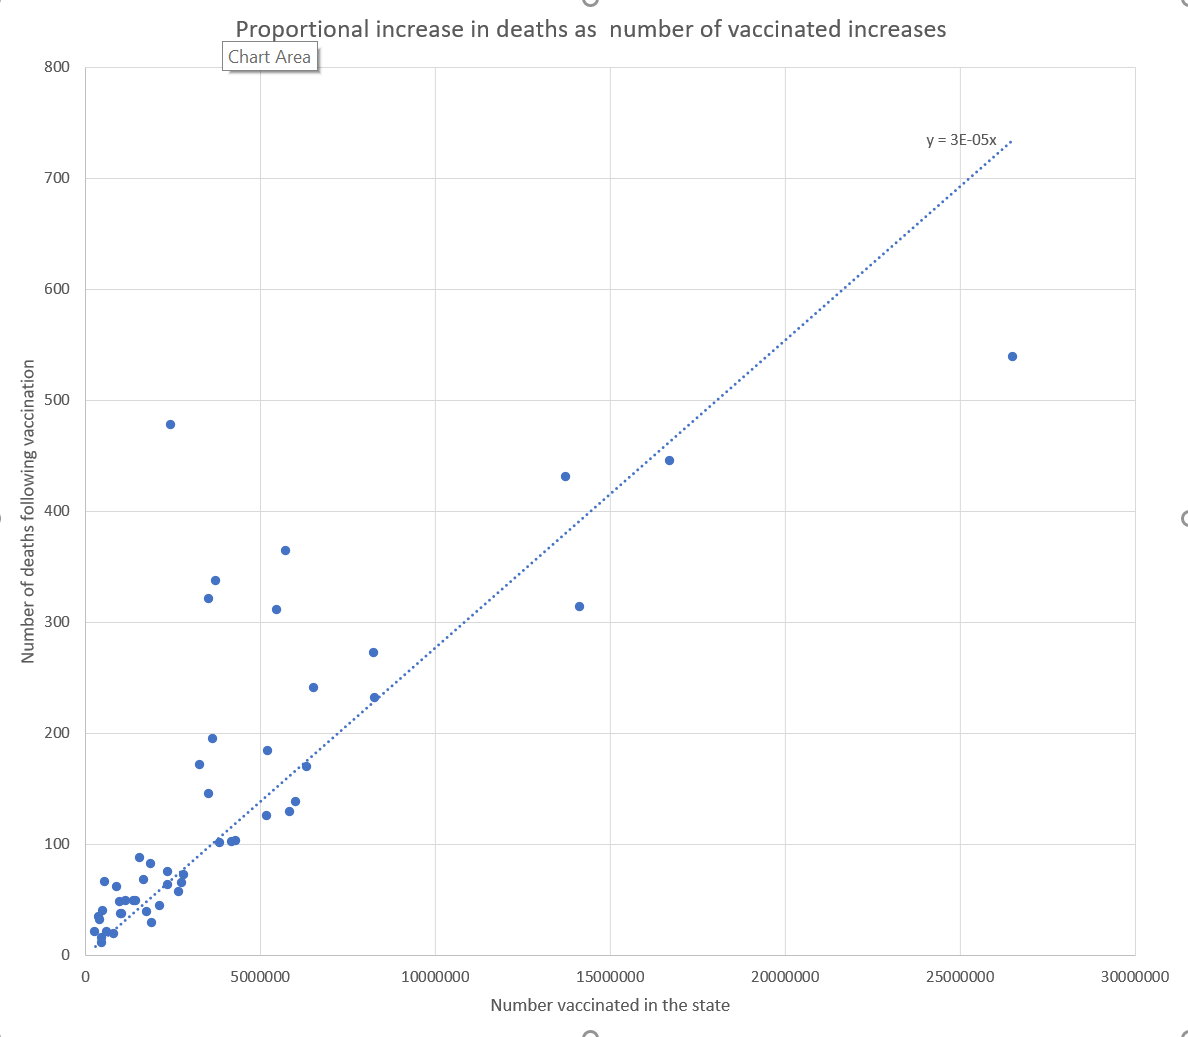 Proportional increase in deaths as  number of vaccinated increases
Chart Area
800
y = 3E-05x
700
600
500
400
300
200
100
0
Number of deaths following vaccination
0 5000000 10000000 15000000 20000000 25000000 30000000
Number vaccinated in the state